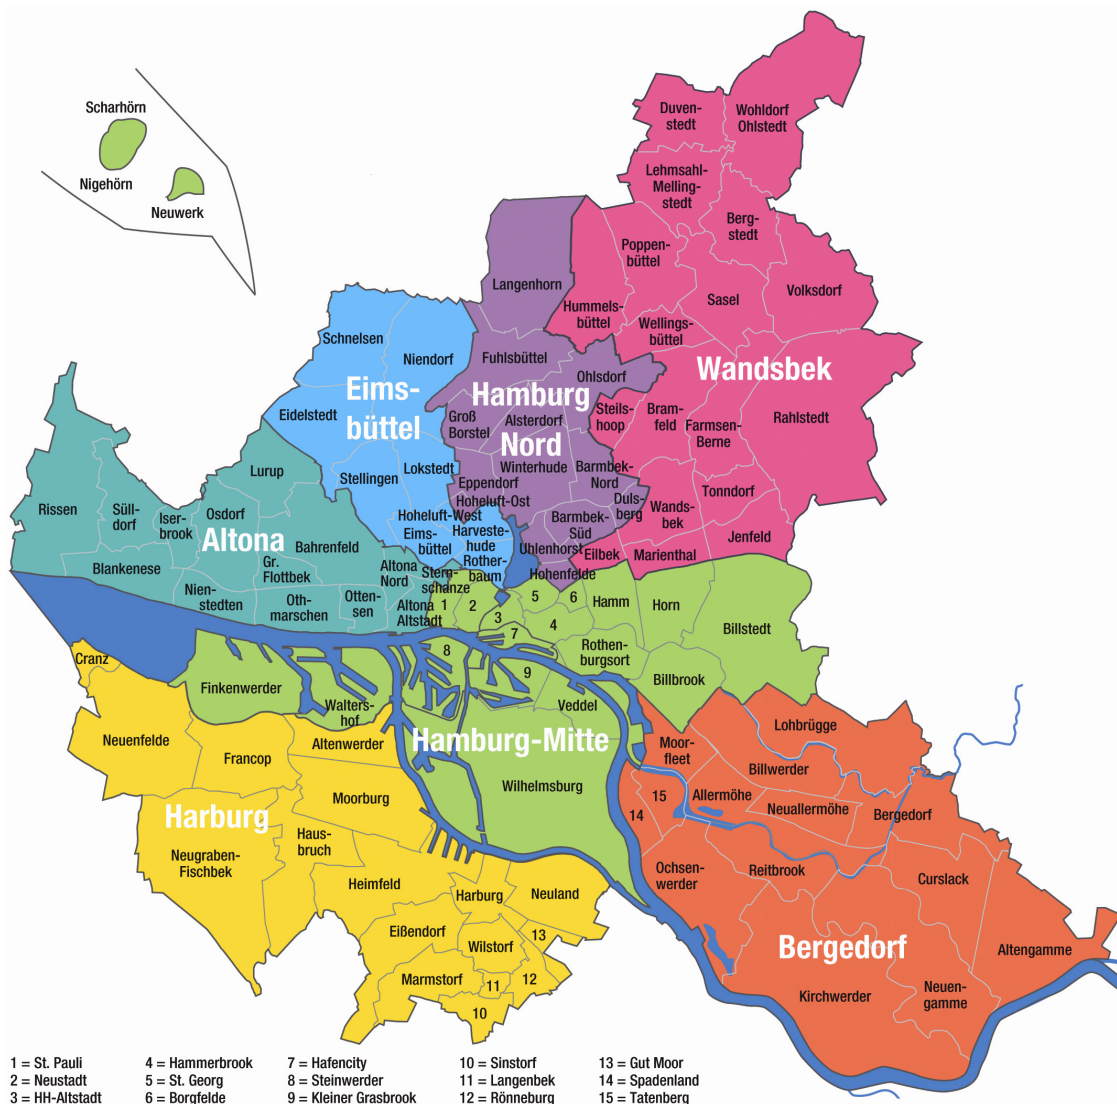 Scharhörn
Nigehörn
Neuwerk
Duven-
stedt
Wohldorf
Ohlstedt
Lehmsahl-
Melling-
stedt
Berg-
stedt
Poppen-
büttel
Hummels-
büttel
Wellings-
büttel
Sasel
Volksdorf
Wandsbek
Steils-
hoop
Bram-
feld
Farmsen-
Berne
Rahlstedt
Tonndorf
Wands-
bek
Jenfeld
Eilbek
Marienthal
Langenhorn
Fuhlsbüttel
Ohlsdorf
Hamburg
Nord
Groß
Borstel
Alsterdorf
Winterhude
Barmbek-
Nord
Eppendorf
Hoheluft-Ost
Duls-
berg
Barmbek-
Süd
Uhlenhorst
Hohenfelde
Schnelsen
Niendorf
Eims-
büttel
Eidelstedt
Lokstedt
Stellingen
Hoheluft-West
Eims-
büttel
Harveste-
hude
Rother-
baum
Rissen
Süll-
dorf
Iser-
brook
Osdorf
Lurup
Altona
Blankenese
Bahrenfeld
Gr.
Flottbek
Nien-
stedten
Oth-
marschen
Otten-
sen
Altona
Nord
Stern-
schanze
Altona
Altstadt
1
2
3
4
5
6
7
8
9
Hamm
Horn
Billstedt
Rothen-
burgsort
Billbrook
Finkenwerder
Walters-
hof
Veddel
Hamburg-Mitte
Wilhelmsburg
Cranz
Neuenfelde
Francop
Altenwerder
Moorburg
Harburg
Neugraben-
Fischbek
Haus-
bruch
Heimfeld
Harburg
Neuland
Eißendorf
Wilstorf
13
Marmstorf
11
12
10
Lohbrügge
Moor-
fleet
Billwerder
15
Allermöhe
Neuallermöhe
Bergedorf
14
Ochsen-
werder
Reitbrook
Curslack
Bergedorf
Altengamme
Kirchwerder
Neuen-
gamme
1 = St. Pauli
2 = Neustadt
3 = HH-Altstadt
4 = Hammerbrook
5 = St. Georg
6 = Borgfelde
7 = Hafencity
8 = Steinwerder
9 = Kleiner Grasbrook
10 = Sinstorf
11 = Langenbek
12 = Rönneburg
13 = Gut Moor
14 = Spadenland
15 = Tatenberg